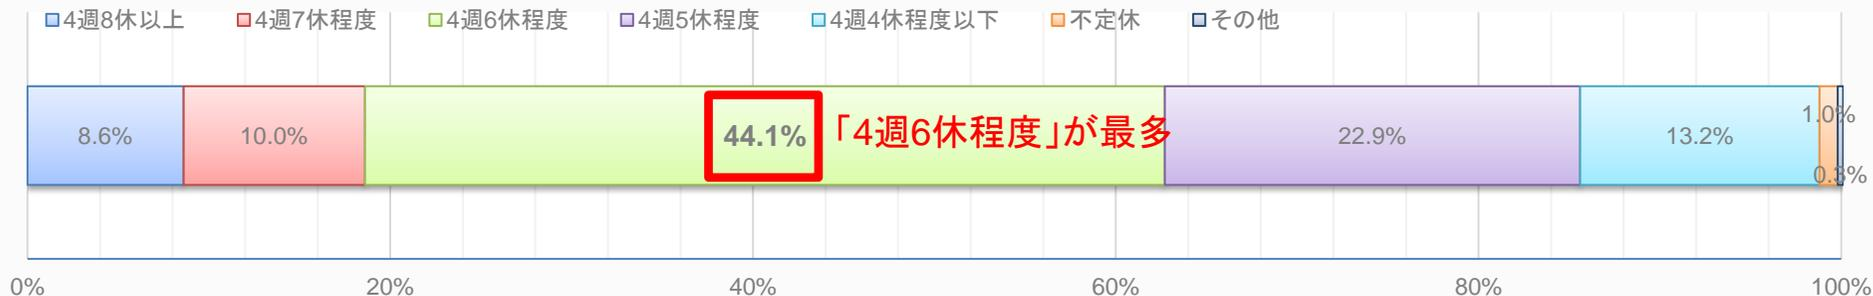 4週8休以上 4週7休程度 4週6休程度 4週5休程度 4週4休程度以下 不定休 その他
8.6% 10.0% 44.1% 「4週6休程度」が最多 22.9% 13.2% 1.0%
0.3%
0% 20% 40% 60% 80% 100%